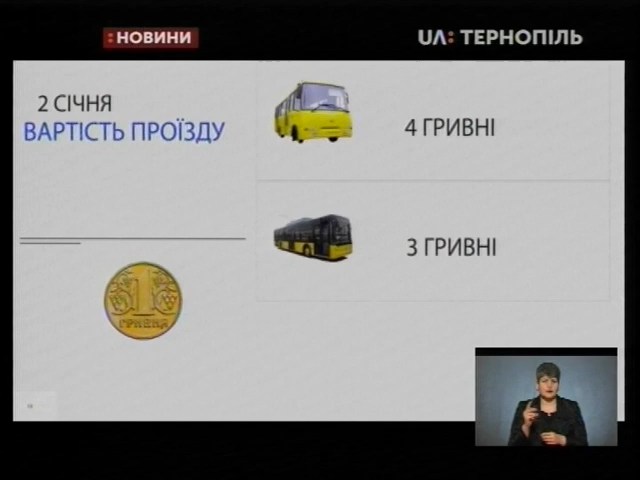 :НОВИНИ
UA: ТЕРНОПІЛЬ
2 СІЧНЯ
ВАРТІСТЬ ПРОЇЗДУ
4 ГРИВНІ
3 ГРИВНІ
1
ГРИВНЯ